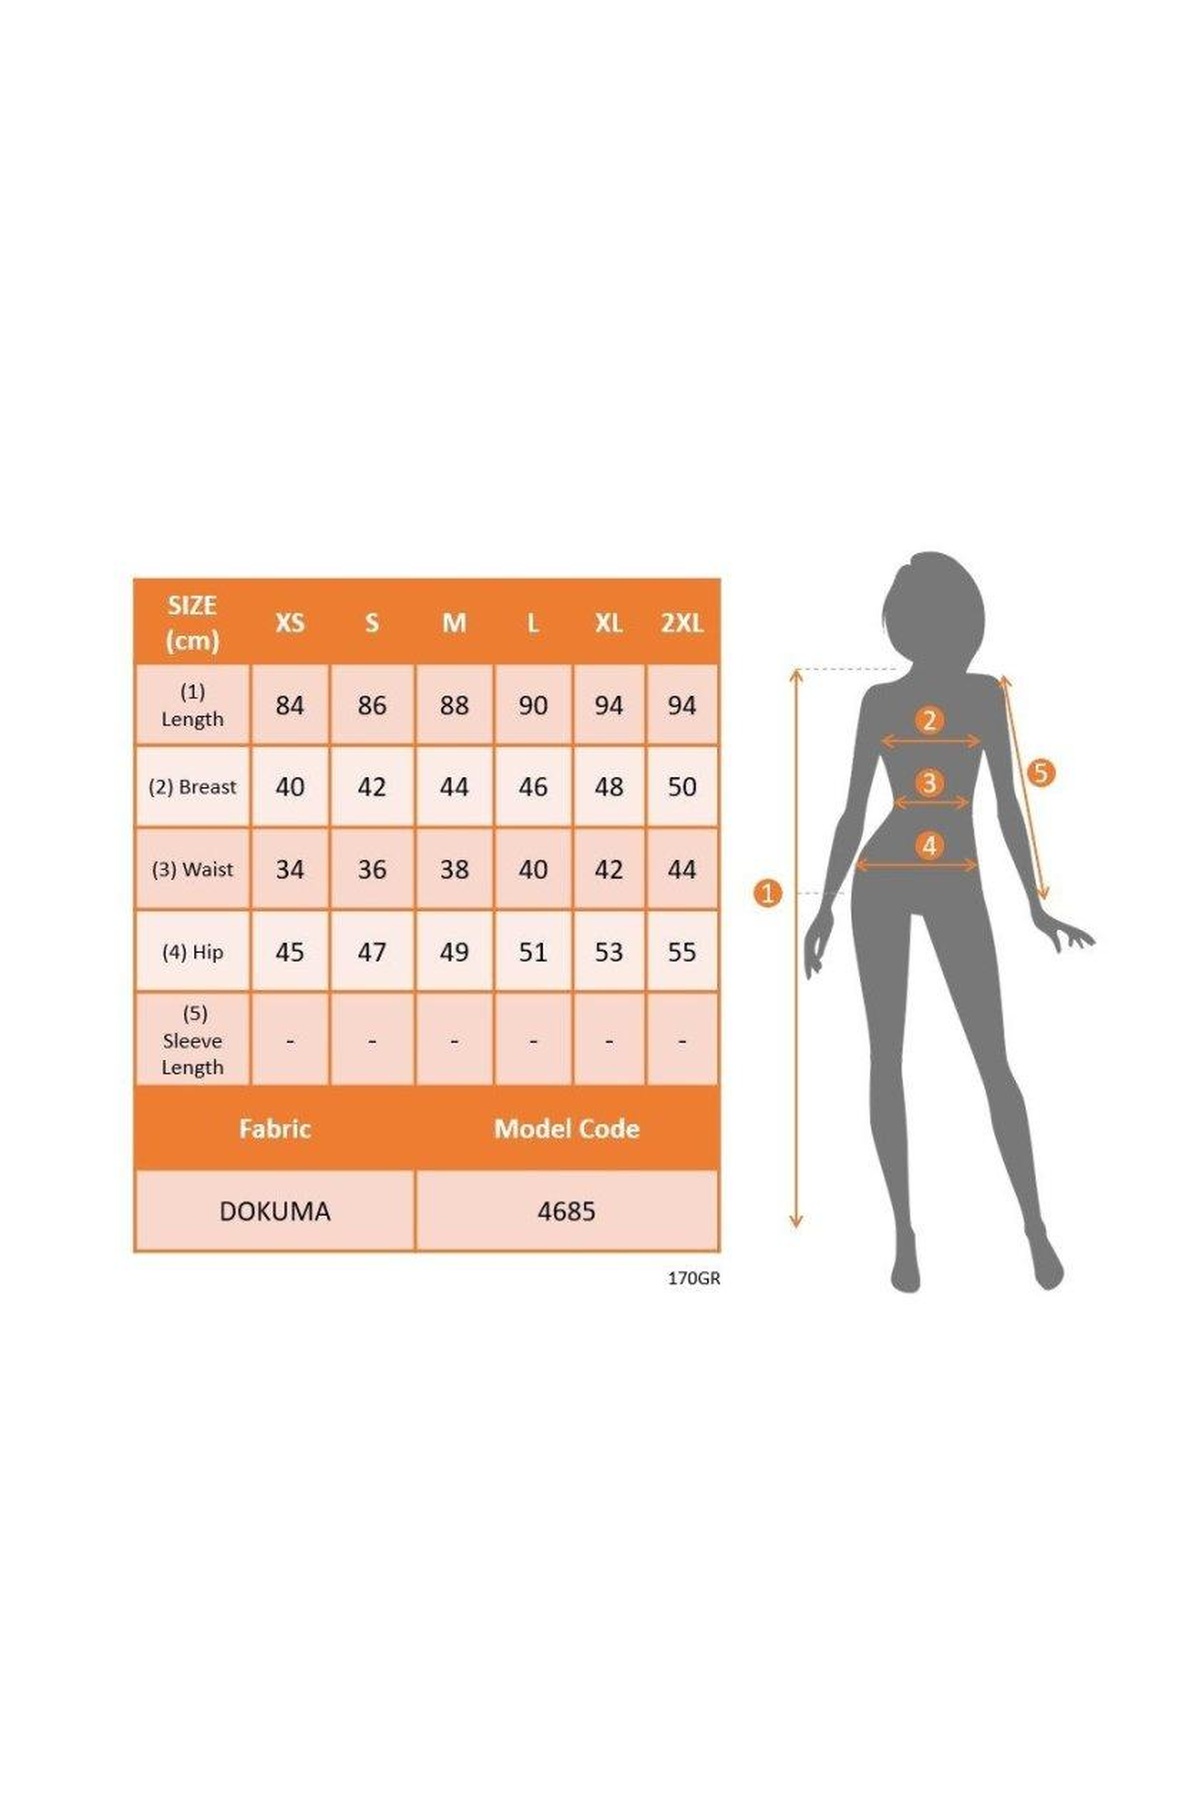 SIZE
(cm) XS S M L XL 2XL
(1)
Length 84 86 88 90 94 94
(2) Breast 40 42 44 46 48 50
(3) Waist 34 36 38 40 42 44
(4) Hip 45 47 49 51 53 55
(5)
Sleeve
Length - - - - - -
Fabric Model Code
DOKUMA 4685
170GR
2
5
3
4
1